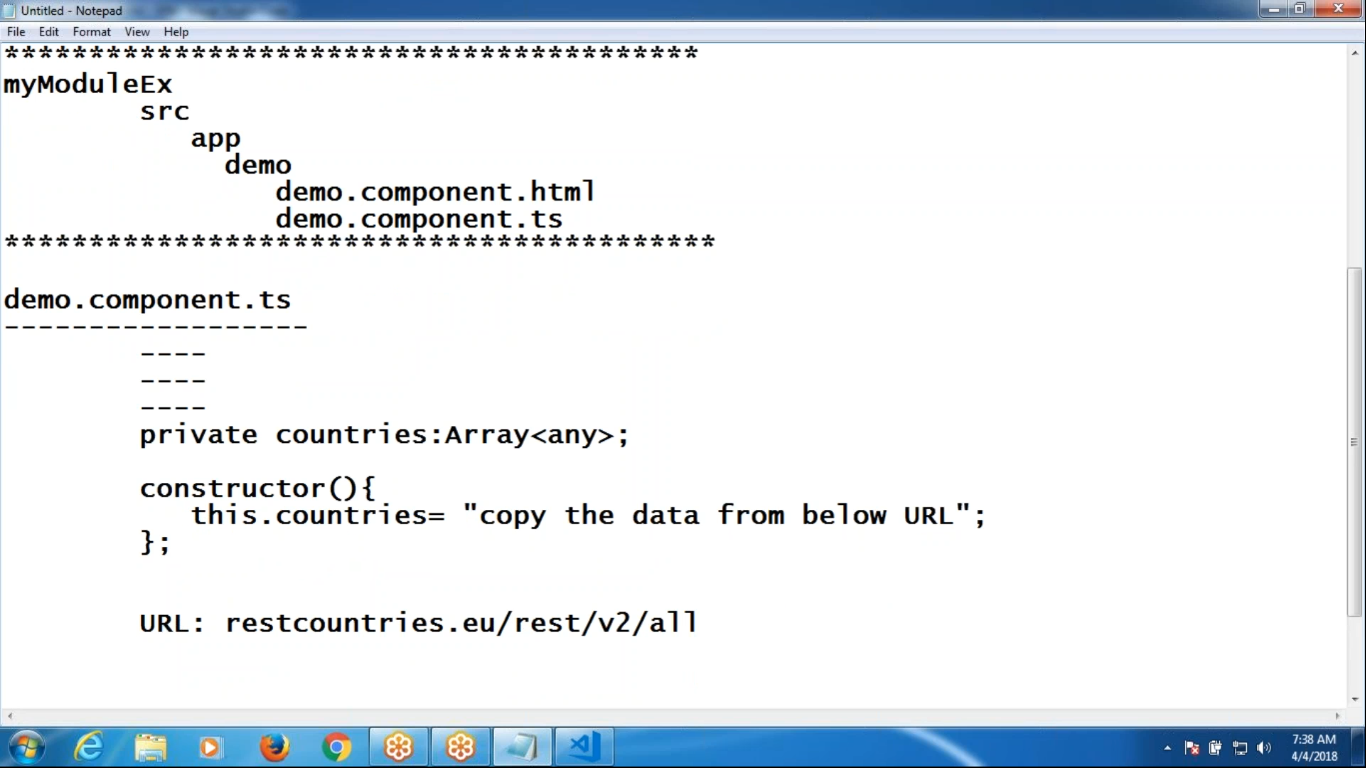 Untitled - Notepad
File Edit Format View Help
*****************************************
myModuleEx
src
app
demo
demo.component.html
demo.component.ts
******************************************
demo.component.ts
------------------
----
----
----
private countries:Array<any>;
constructor(){
this.countries= "copy the data from below URL";
};
URL: restcountries.eu/rest/v2/all
7:38 AM
4/4/2018